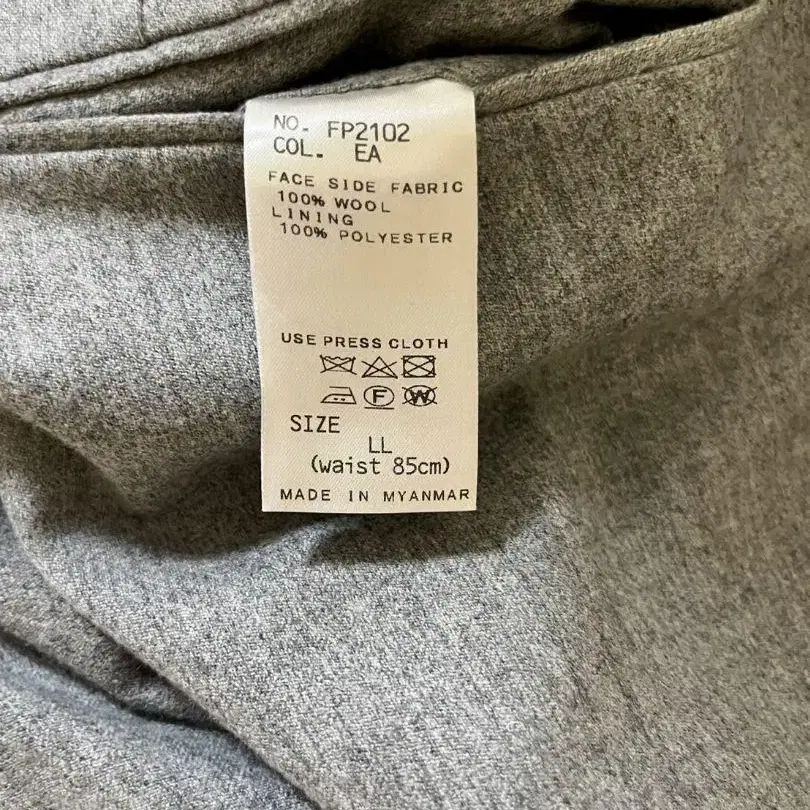 NO. FP2102
COL. EA
FACE SIDE FABRIC
100% WOOL
LINING
100% POLYESTER
USE PRESS CLOTH
F W
SIZE
LL
(waist 85cm)
MADE IN MYANMAR